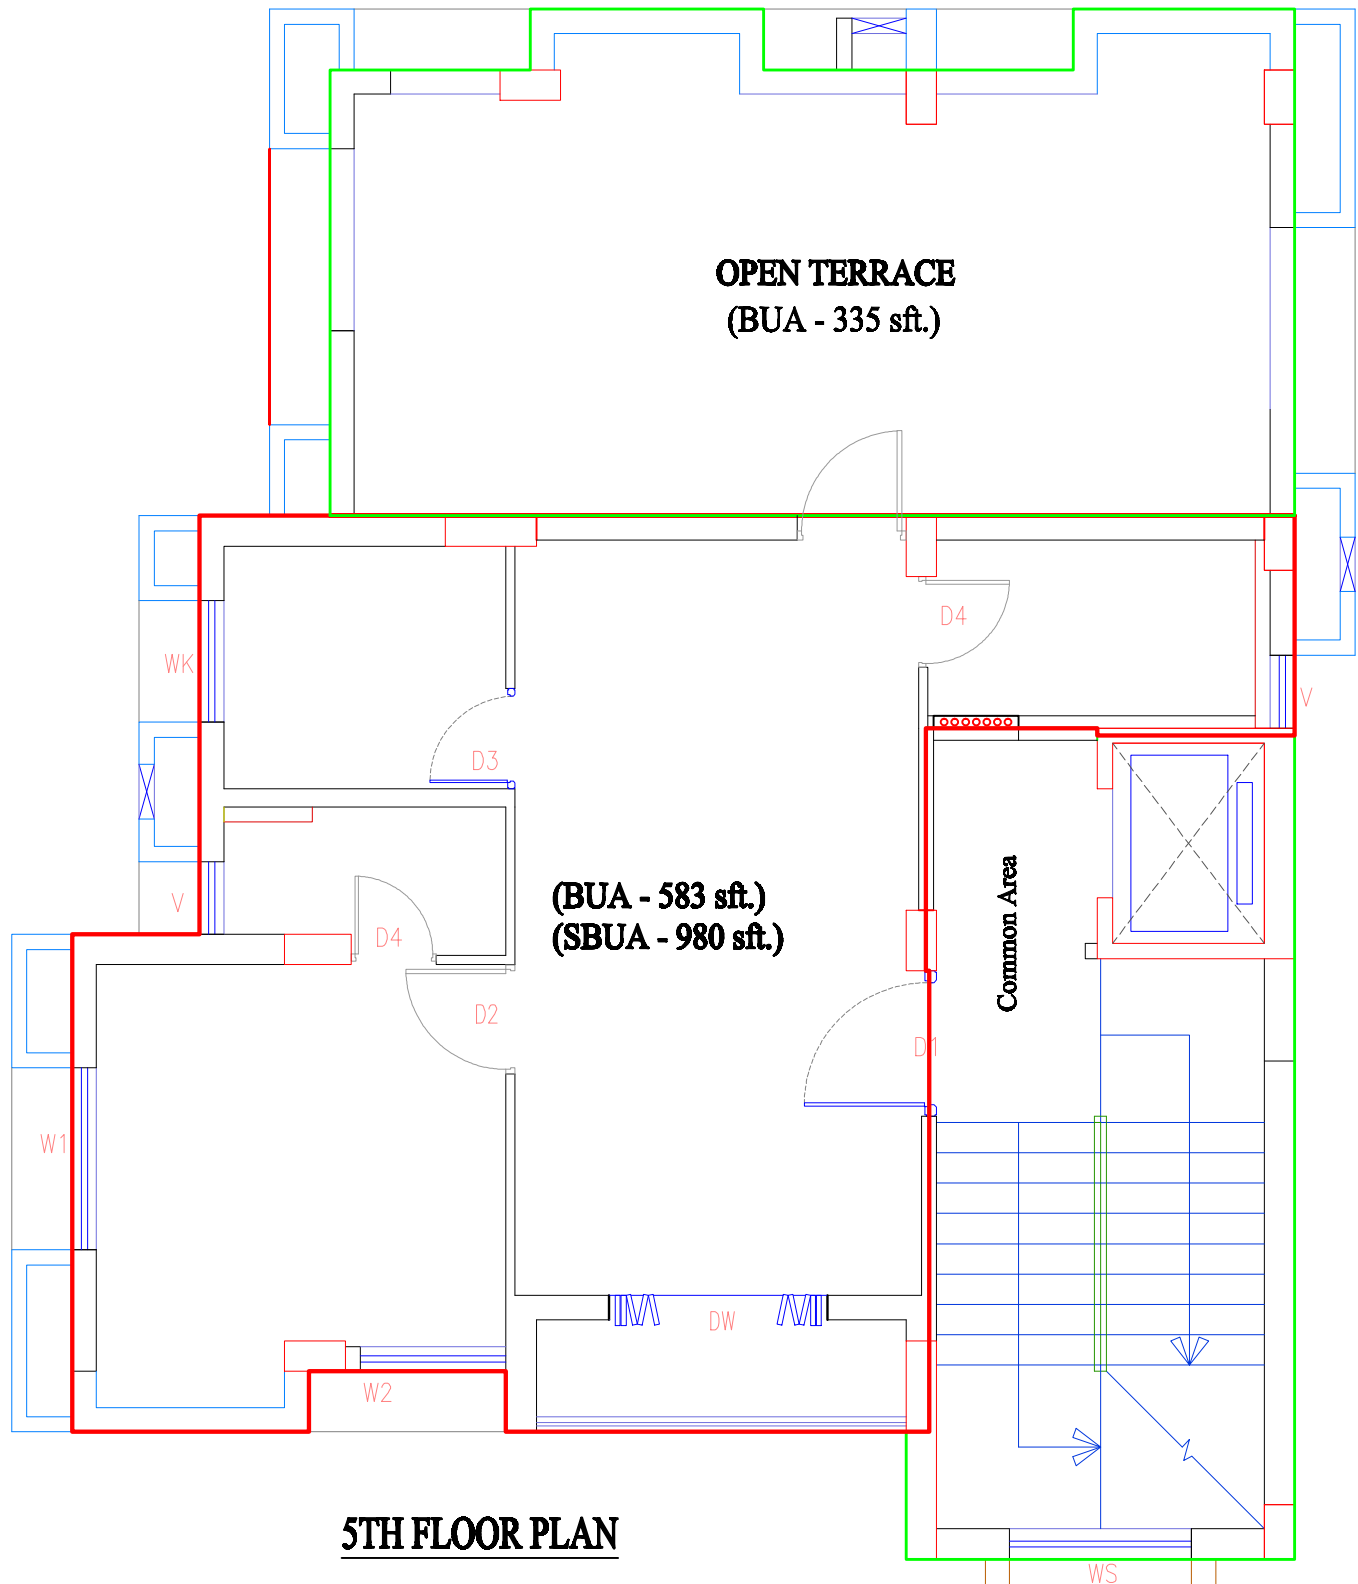 OPEN TERRACE
(BUA - 335 sft.)
D4
WK
V
D3
(BUA - 583 sft.)
(SBUA - 980 sft.)
Common Area
V
D4
D2
D1
W1
DW
W2
5TH FLOOR PLAN
WS